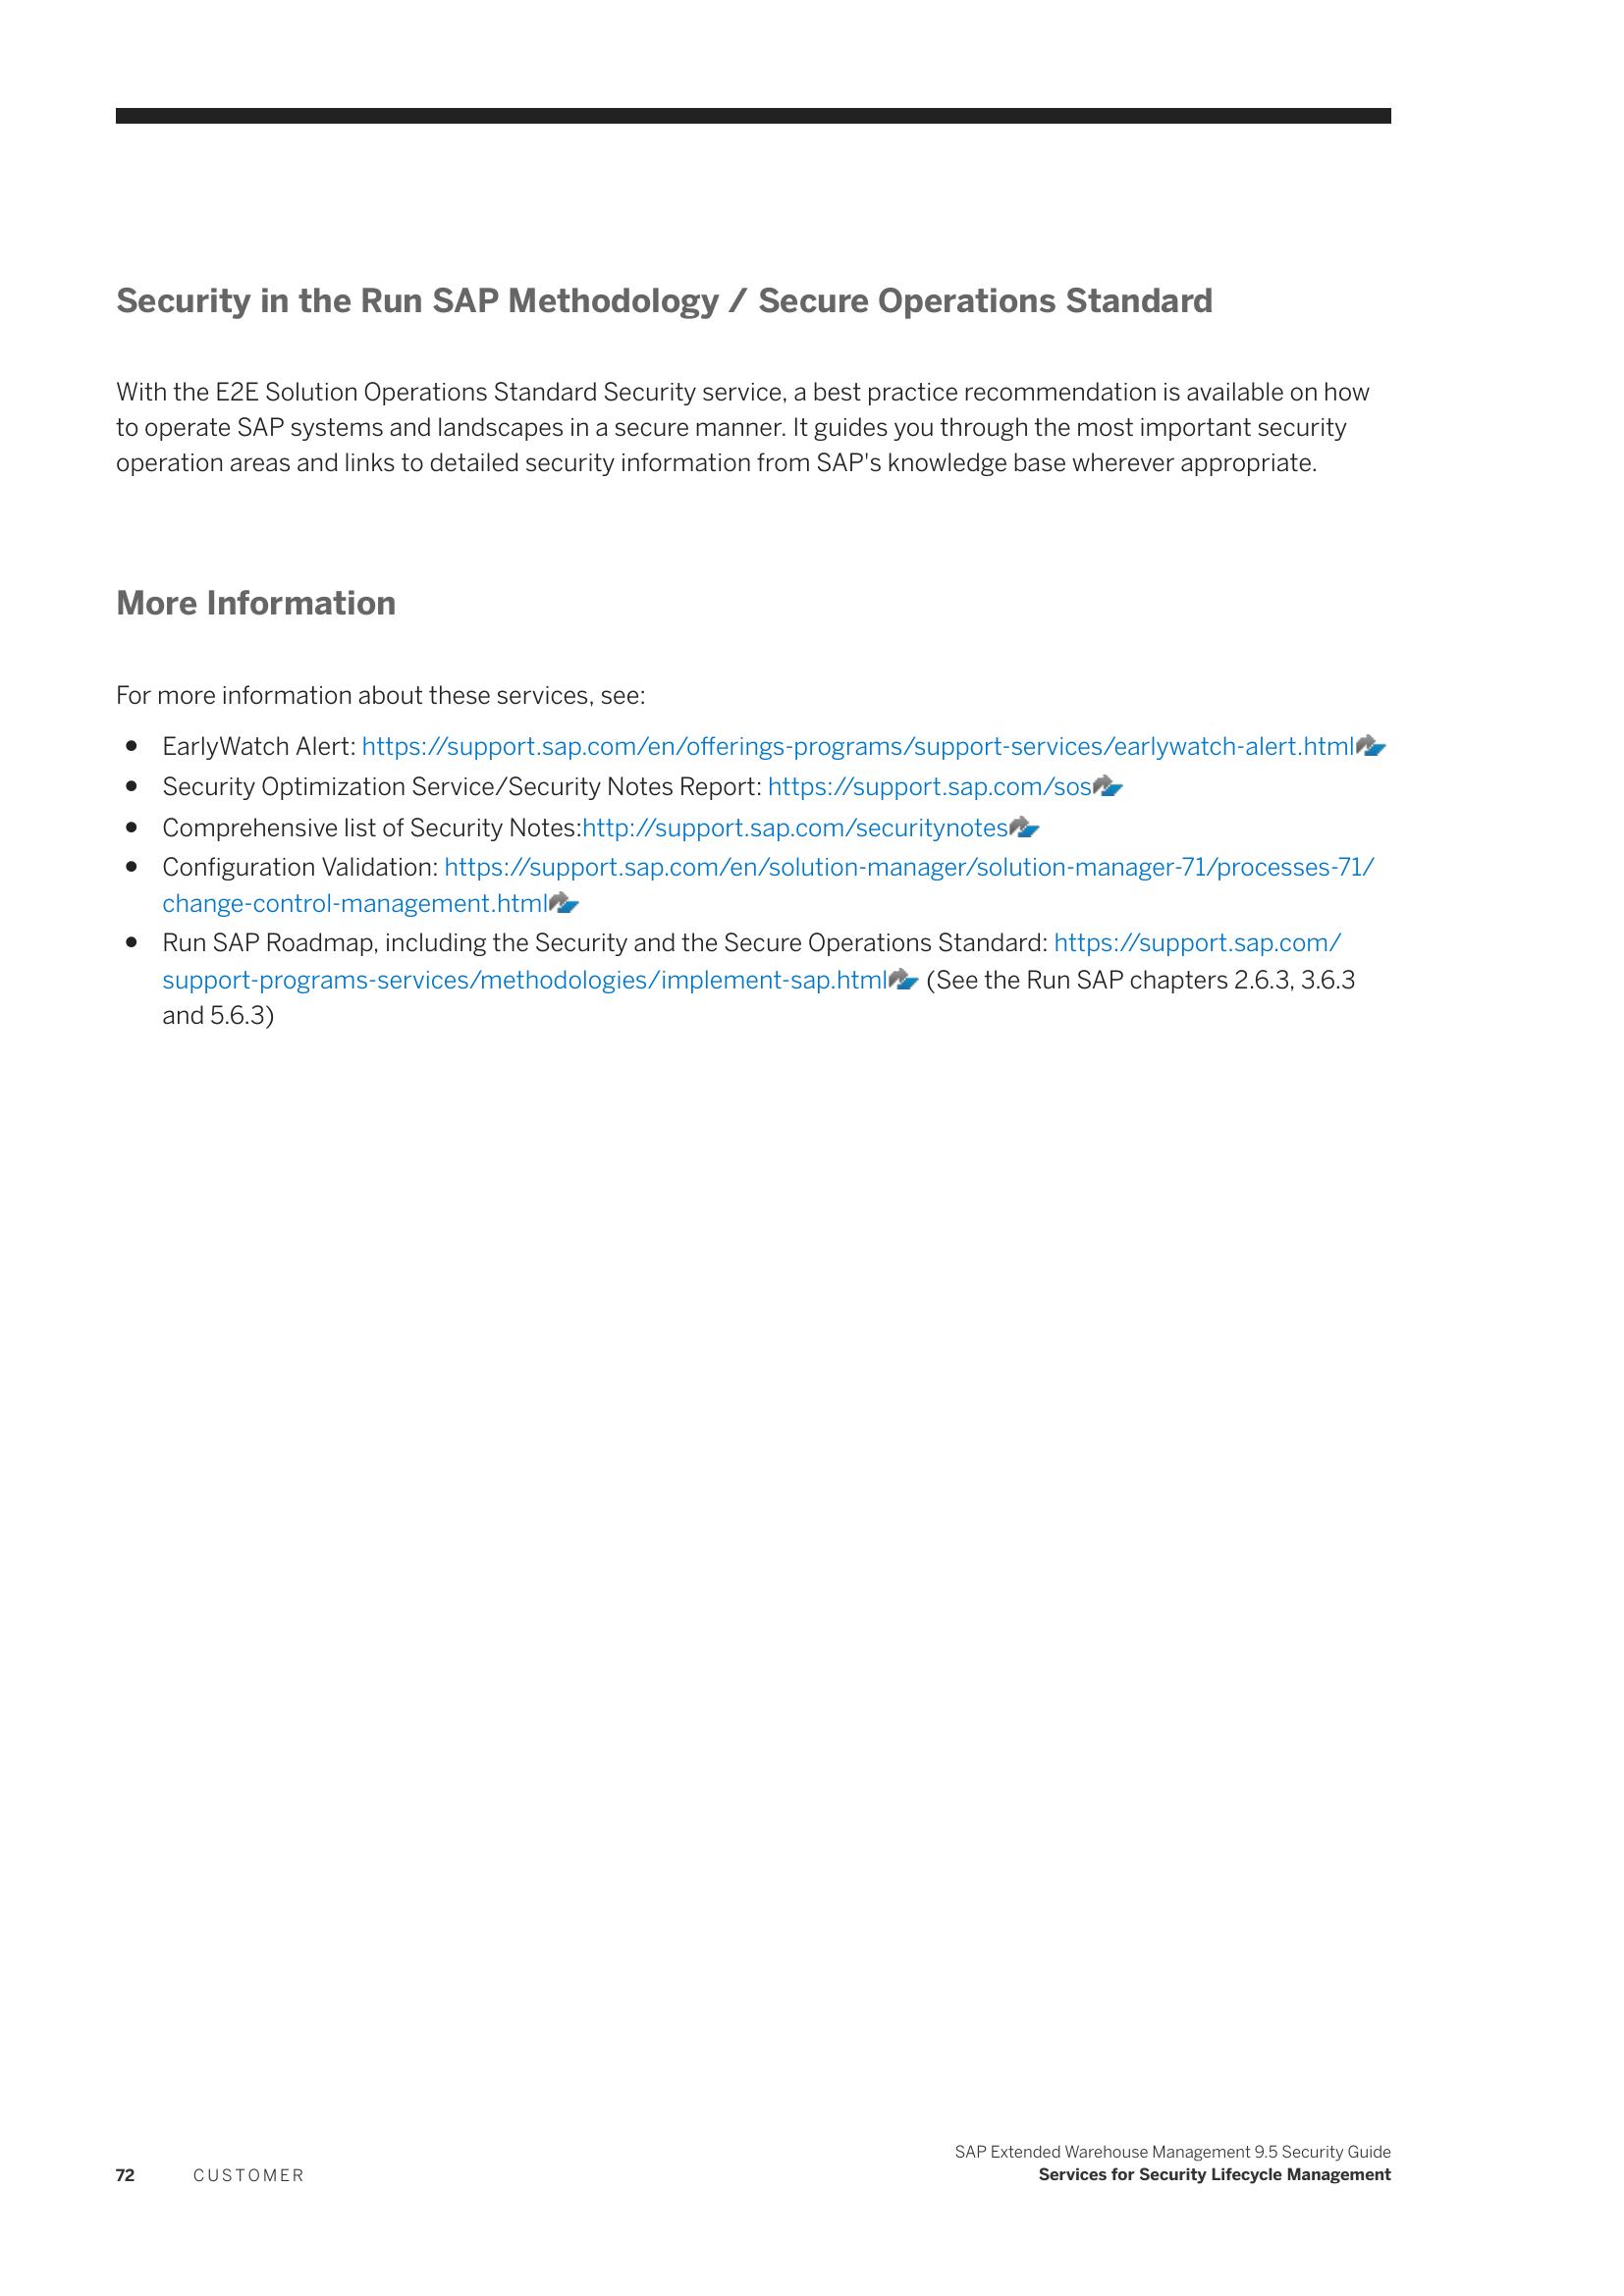 Security in the Run SAP Methodology / Secure Operations Standard
With the E2E Solution Operations Standard Security service, a best practice recommendation is available on how
to operate SAP systems and landscapes in a secure manner. It guides you through the most important security
operation areas and links to detailed security information from SAP's knowledge base wherever appropriate.
More Information
For more information about these services, see:
● EarlyWatch Alert: https://support.sap.com/en/offerings-programs/support-services/earlywatch-alert.html
● Security Optimization Service/Security Notes Report: https://support.sap.com/sos
● Comprehensive list of Security Notes:http://support.sap.com/securitynotes
● Configuration Validation: https://support.sap.com/en/solution-manager/solution-manager-71/processes-71/
change-control-management.html
● Run SAP Roadmap, including the Security and the Secure Operations Standard: https://support.sap.com/
support-programs-services/methodologies/implement-sap.html (See the Run SAP chapters 2.6.3, 3.6.3
and 5.6.3)
SAP Extended Warehouse Management 9.5 Security Guide
72 CUSTOMER Services for Security Lifecycle Management